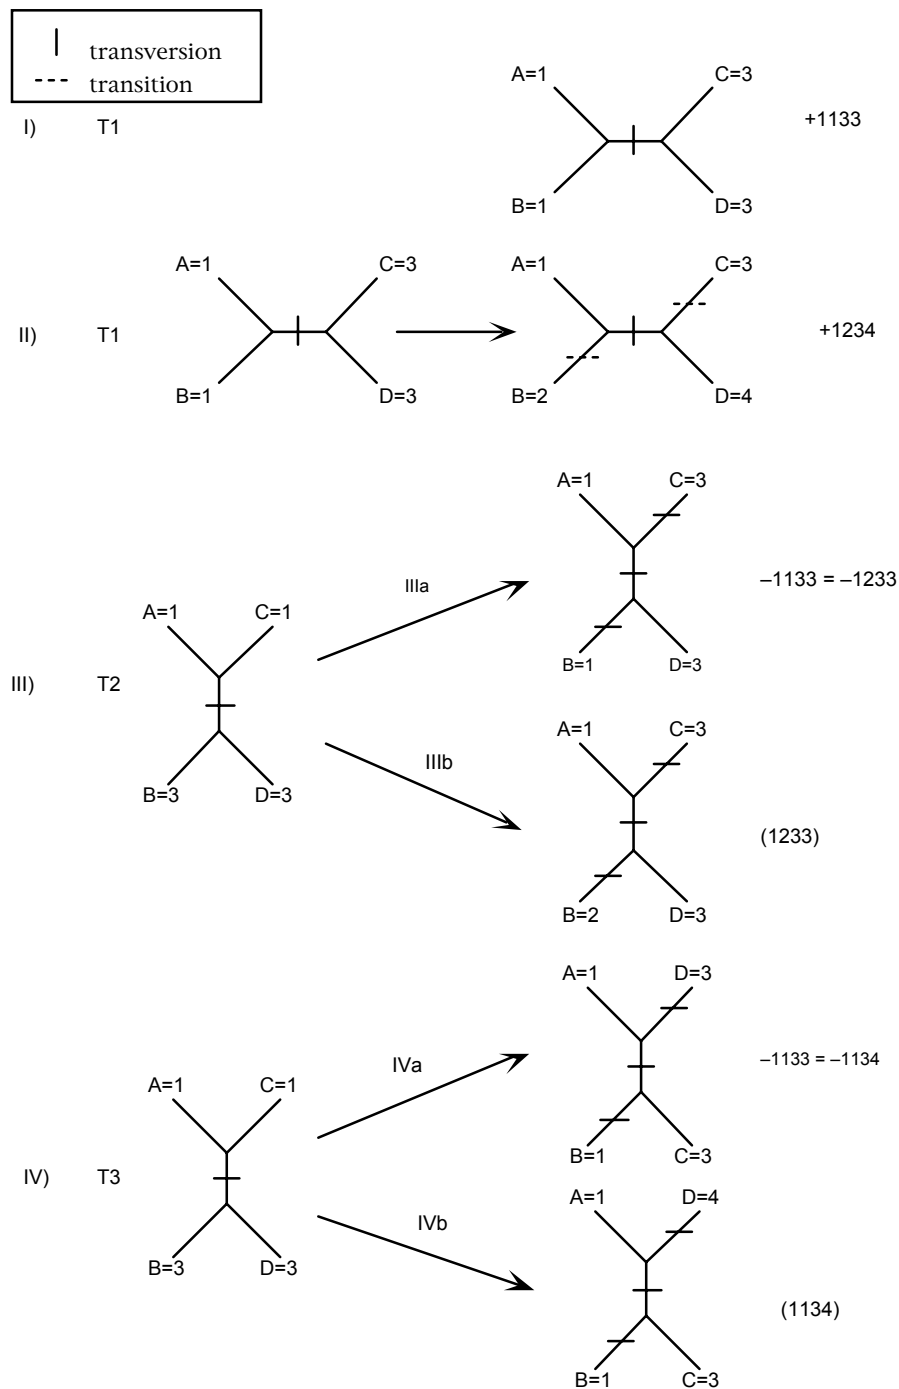 transversion
transition
A=1 C=3
I) T1 +1133
B=1 D=3
A=1 C=3 A=1 C=3
II) T1 +1234
B=1 D=3 B=2 D=4
A=1 C=3
IIIa –1133 = –1233
A=1 C=1
B=1 D=3
III) T2
A=1 C=3
IIIb
B=3 D=3
(1233)
B=2 D=3
A=1 D=3
IVa –1133 = –1134
A=1 C=1
B=1 C=3
IV) T3
A=1 D=4
IVb
B=3 D=3
(1134)
B=1 C=3